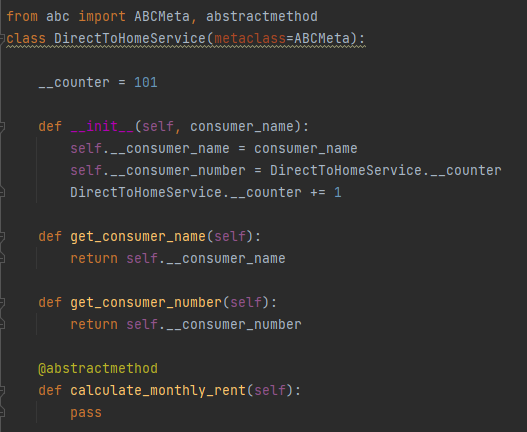 from abc import ABCMeta, abstractmethod
class DirectToHomeService(metaclass=ABCMeta):
__counter = 101
def __init__(self, consumer_name):
self.__consumer_name = consumer_name
self.__consumer_number = DirectToHomeService.__counter
DirectToHomeService.__counter += 1
def get_consumer_name(self):
return self.__consumer_name
def get_consumer_number(self):
return self.__consumer_number
@abstractmethod
def calculate_monthly_rent(self):
pass